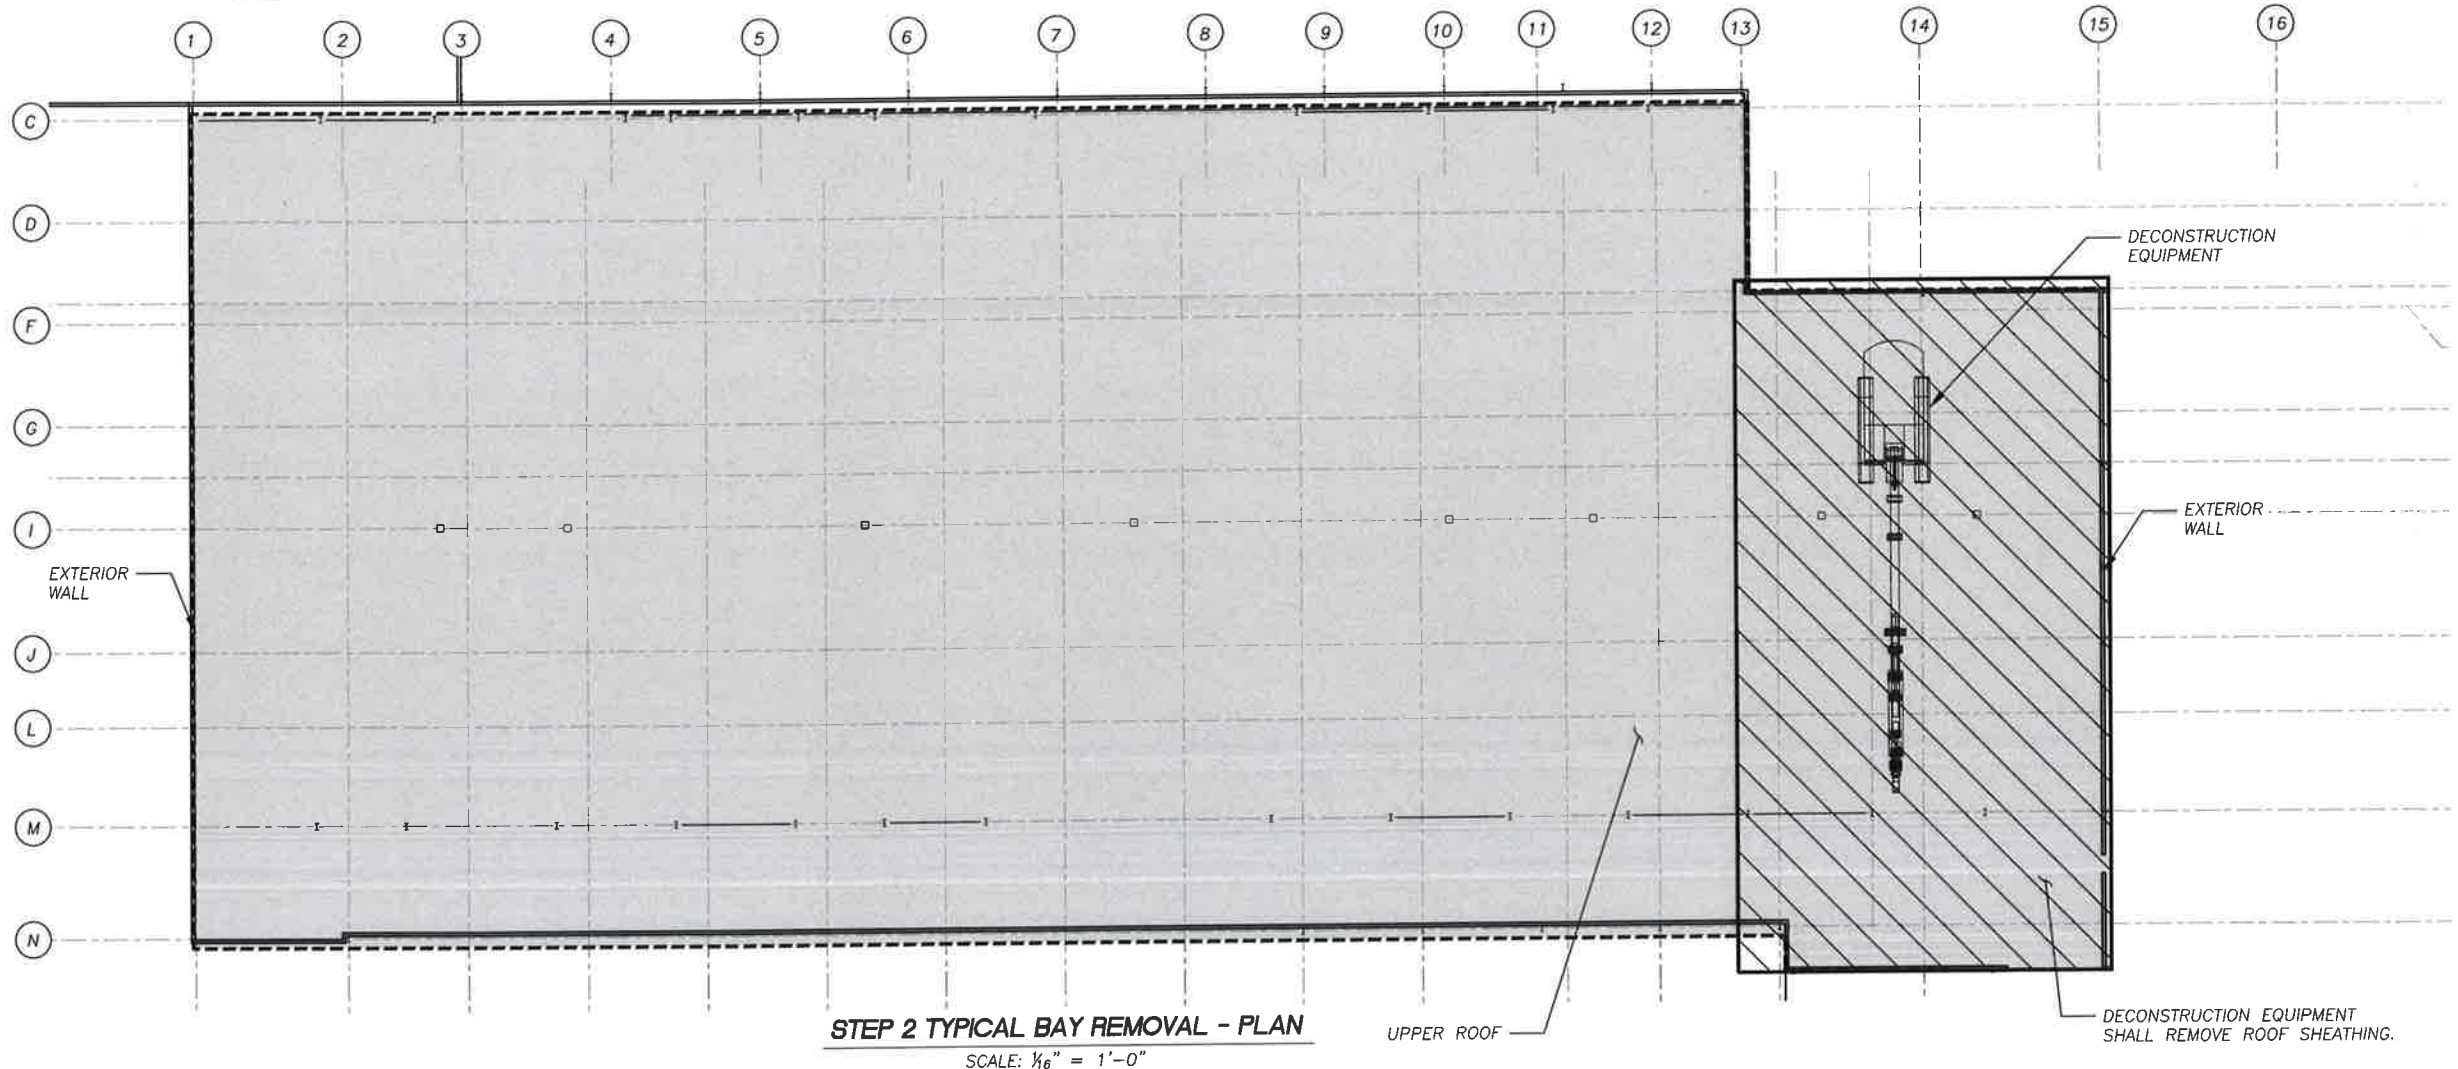 1 2 3 4 5 6 7 8 9 10 11 12 13 14 15 16
C
D
DECONSTRUCTION
EQUIPMENT
F
G
I
EXTERIOR
WALL
EXTERIOR
WALL
J
L
M
N
STEP 2 TYPICAL BAY REMOVAL - PLAN
SCALE: 1/16" = 1'-0"
UPPER ROOF
DECONSTRUCTION EQUIPMENT
SHALL REMOVE ROOF SHEATHING.